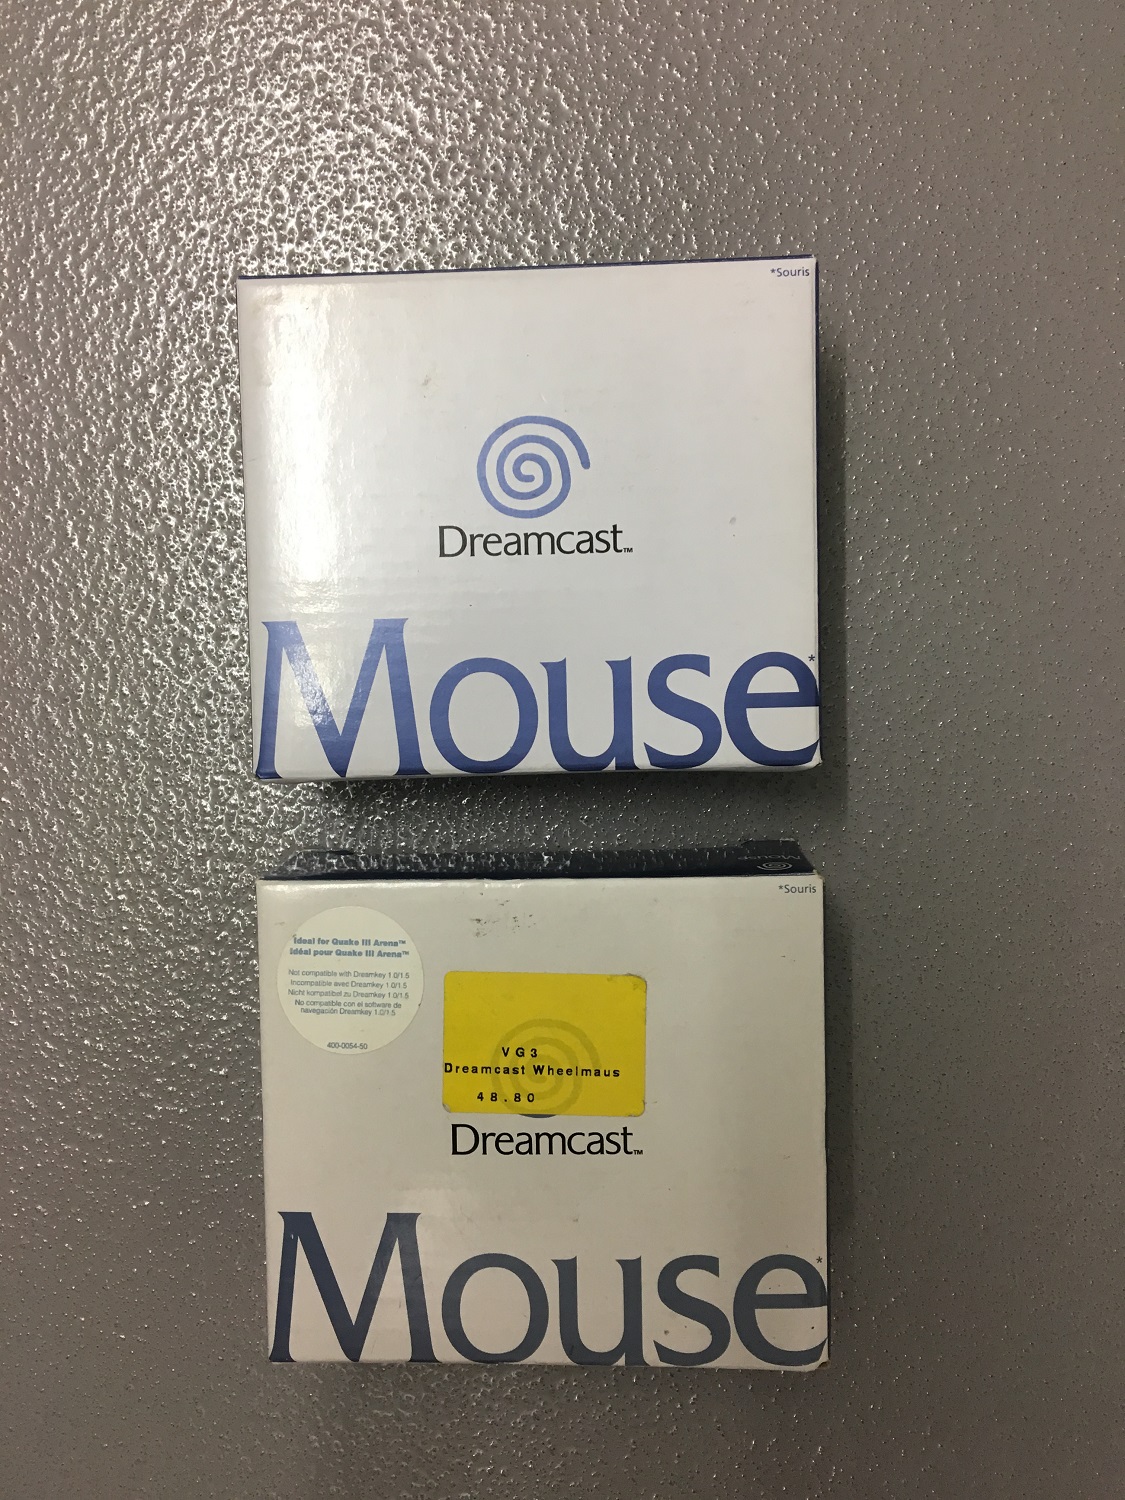 *Souris
Dreamcast™
Mouse*
Mouse
*Souris
Ideal for Quake III Arena™
Idéal pour Quake III Arena™
Not compatible with Dreamkey 1.0/1.5
Incompatible avec Dreamkey 1.0/1.5
Nicht kompatibel zu Dreamkey 1.0/1.5
No compatible con el software de
navegación Dreamkey 1.0/1.5
400-0054-50
VG3
Dreamcast Wheelmaus
48.80
Dreamcast™
Mouse*